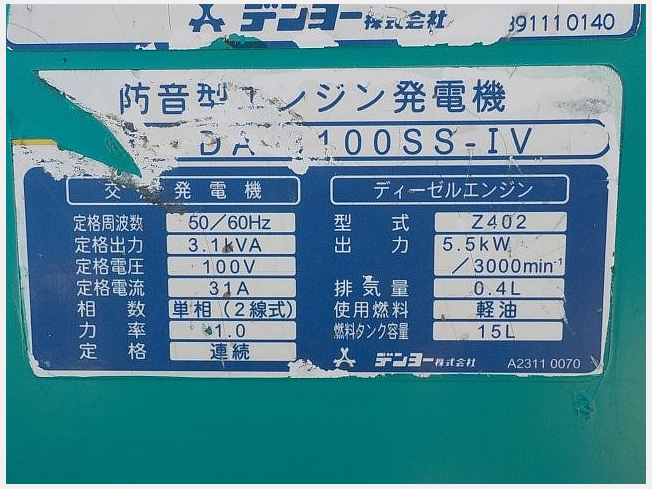 デンヨー株式会社 391110140
防音型エンジン発電機
DA 100SS-IV
交 発電機
定格周波数 50/60Hz
定格出力 3.1kVA
定格電圧 100V
定格電流 31A
相数 単相(2線式)
力率 1.0
定格 連続
ディーゼルエンジン
型式 Z402
出力 5.5kW
/3000min-1
排気量 0.4L
使用燃料 軽油
燃料タンク容量 15L
デンヨー株式会社 A2311 0070